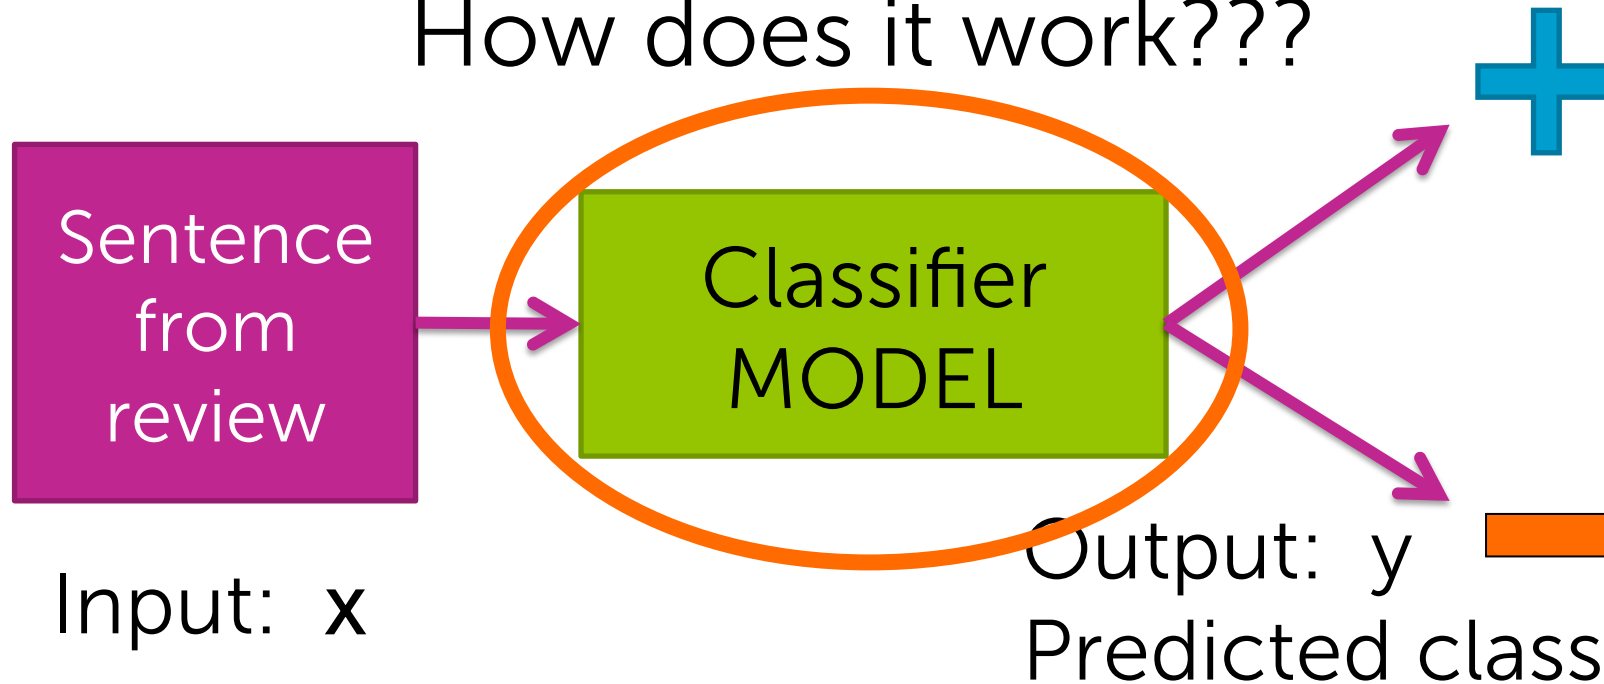 How does it work???
Sentence
from
review
Classifier
MODEL
Input: x
Output: y
Predicted class